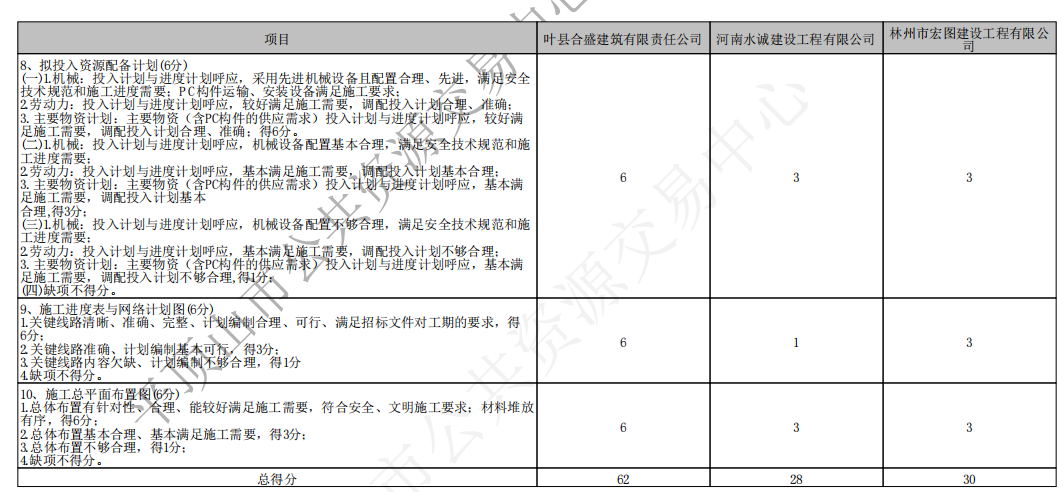 项目
叶县合盛建筑有限责任公司
河南水诚建设工程有限公司
林州市宏图建设工程有限公
司
8、拟投入资源配备计划(6分)
(一)1.机械：投入计划与进度计划呼应，采用先进机械设备且配置合理、先进，满足安全
技术规范和施工进度需要；PC构件运输、安装设备满足施工要求；
2.劳动力：投入计划与进度计划呼应，较好满足施工需要，调配投入计划合理、准确；
3.主要物资计划：主要物资（含PC构件的供应需求）投入计划与进度计划呼应，较好满
足施工需要，调配投入计划合理、准确；得6分。
(二)1.机械：投入计划与进度计划呼应，机械设备配置基本合理，满足安全技术规范和施
工进度需要；
2.劳动力：投入计划与进度计划呼应，基本满足施工需要，调配投入计划基本合理；
3.主要物资计划：主要物资（含PC构件的供应需求）投入计划与进度计划呼应，基本满
足施工需要，调配投入计划基本
合理,得3分；
(三)1.机械：投入计划与进度计划呼应，机械设备配置不够合理，满足安全技术规范和施
工进度需要；
2.劳动力：投入计划与进度计划呼应，基本满足施工需要，调配投入计划不够合理；
3.主要物资计划：主要物资（含PC构件的供应需求）投入计划与进度计划呼应，基本满
足施工需要，调配投入计划不够合理,得1分；
(四)缺项不得分。
6
3
3
9、施工进度表与网络计划图(6分)
1.关键线路清晰、准确、完整、计划编制合理、可行、满足招标文件对工期的要求，得
6分；
2.关键线路准确、计划编制基本可行，得3分；
3.关键线路内容欠缺、计划编制不够合理，得1分
4.缺项不得分。
6
1
3
10、施工总平面布置图(6分)
1.总体布置有针对性、合理、能较好满足施工需要，符合安全、文明施工要求；材料堆放
有序，得6分；
2.总体布置基本合理、基本满足施工需要，得3分；
3.总体布置不够合理，得1分；
4.缺项不得分。
6
3
3
总得分
62
28
30
平顶山市公共资源交易中心
市公共资源交易中心